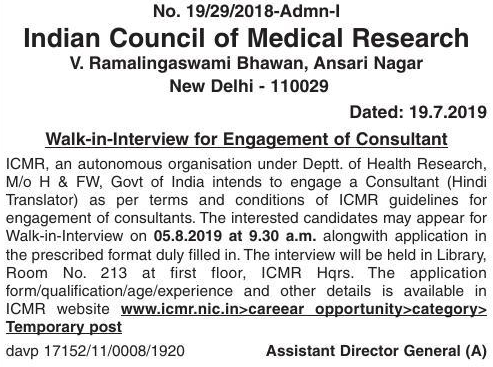 No. 19/29/2018-Admn-I
Indian Council of Medical Research
V. Ramalingaswami Bhawan, Ansari Nagar
New Delhi - 110029
Dated: 19.7.2019
Walk-in-Interview for Engagement of Consultant
ICMR, an autonomous organisation under Deptt. of Health Research,
M/o H & FW, Govt of India intends to engage a Consultant (Hindi
Translator) as per terms and conditions of ICMR guidelines for
engagement of consultants. The interested candidates may appear for
Walk-in-Interview on 05.8.2019 at 9.30 a.m. alongwith application in
the prescribed format duly filled in. The interview will be held in Library,
Room No. 213 at first floor, ICMR Hqrs. The application
form/qualification/age/experience and other details is available in
ICMR website www.icmr.nic.in>careear opportunity>category>
Temporary post
davp 17152/11/0008/1920 Assistant Director General (A)